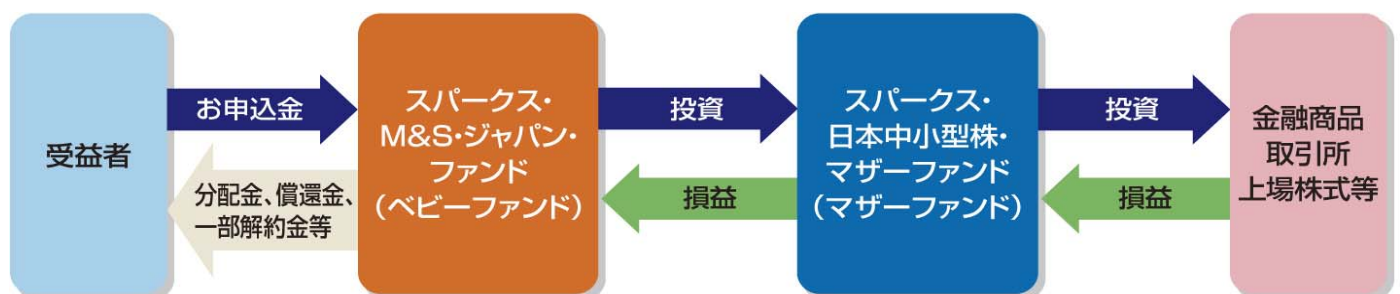 受益者
お申込金
分配金、償還金、
一部解約金等
スパークス・
M&S・ジャパン・
ファンド
(ベビーファンド)
投資
損益
スパークス・
日本中小型株・
マザーファンド
(マザーファンド)
投資
損益
金融商品
取引所
上場株式等